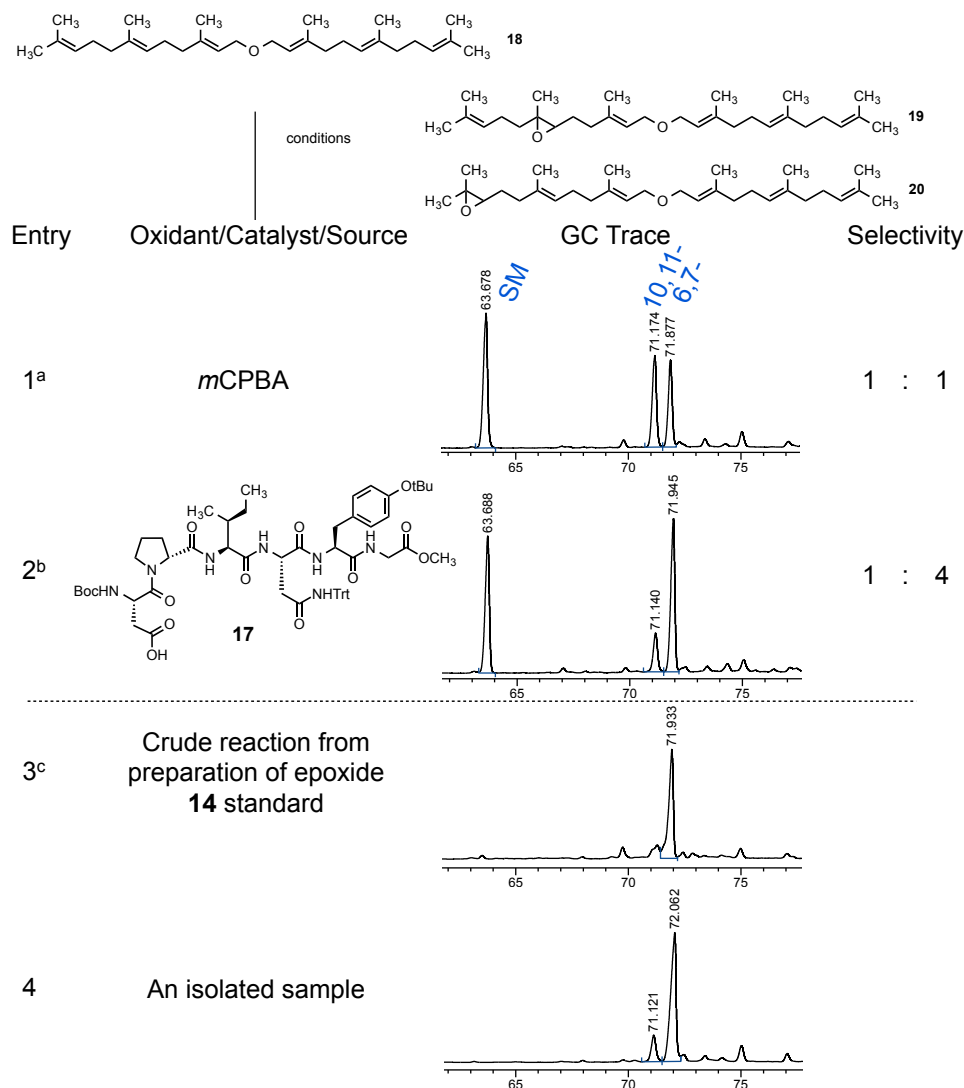 CH3 CH3 CH3 CH3 CH3 CH3
H3C O CH3
18
conditions
CH3 CH3 CH3 CH3 CH3 CH3
H3C O O CH3
19
CH3 CH3 CH3 CH3 CH3 CH3
H3C O O CH3
20
Entry Oxidant/Catalyst/Source GC Trace Selectivity
63.678 SM 71.174 10,11- 71.877 6,7-
1a mCPBA 1 : 1
65 70 75
OtBu
CH3
H3C
O H N O H N O
N H O N H O OCH3
N
BocHN O O NHTrt
O
OH
17
2b
63.688 71.140 71.945
1 : 4
65 70 75
3c
Crude reaction from
preparation of epoxide
14 standard
71.933
65 70 75
4 An isolated sample
71.121 72.062
65 70 75